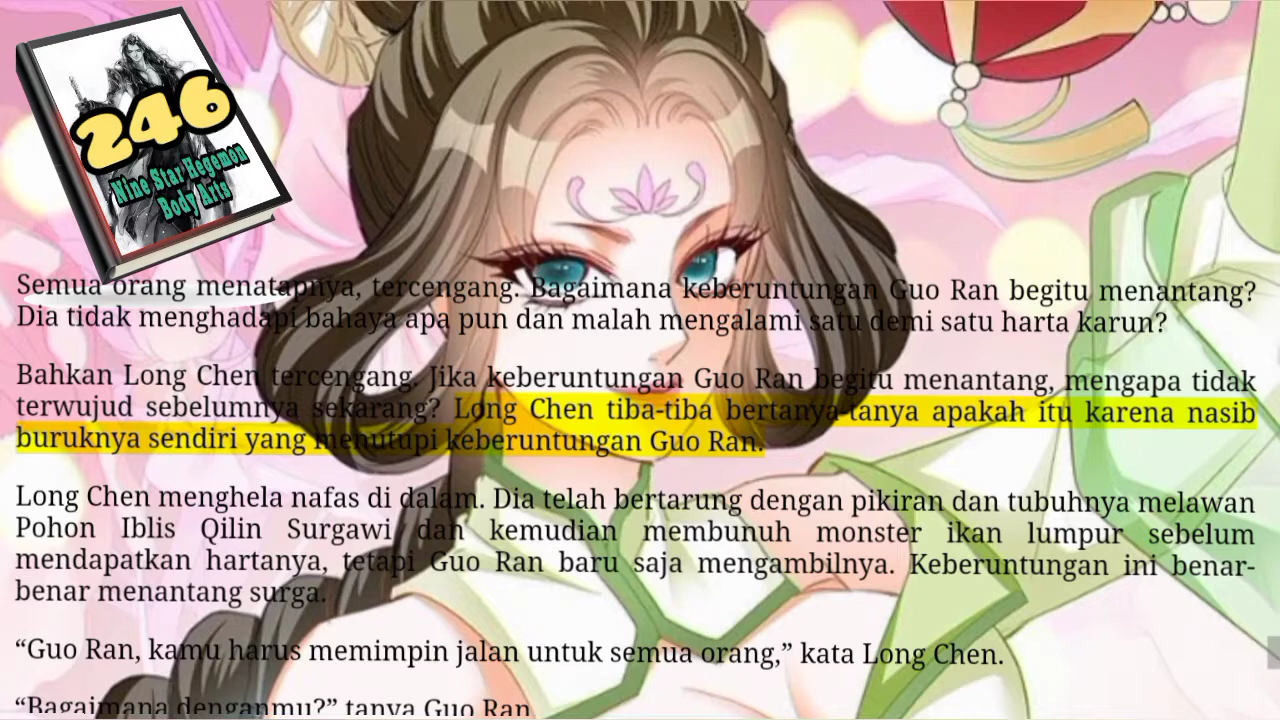 246
Nine Star Hegemon
Body Arts
Semua orang menatapnya, tercengang. Bagaimana keberuntungan Guo Ran begitu menantang?
Dia tidak menghadapi bahaya apa pun dan malah mengalami satu demi satu harta karun?
Bahkan Long Chen tercengang. Jika keberuntungan Guo Ran begitu menantang, mengapa tidak
terwujud sebelumnya sekarang? Long Chen tiba-tiba bertanya-tanya apakah itu karena nasib
buruknya sendiri yang menutupi keberuntungan Guo Ran.
Long Chen menghela nafas di dalam. Dia telah bertarung dengan pikiran dan tubuhnya melawan
Pohon Iblis Qilin Surgawi dan kemudian membunuh monster ikan lumpur sebelum
mendapatkan hartanya, tetapi Guo Ran baru saja mengambilnya. Keberuntungan ini benar-
benar menantang surga.
“Guo Ran, kamu harus memimpin jalan untuk semua orang,” kata Long Chen.
“Bagaimana denganmu?” tanya Guo Ran